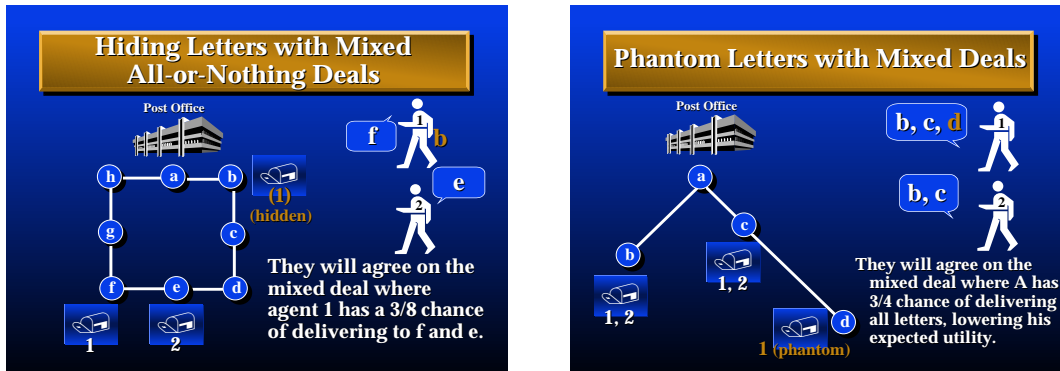 Hiding Letters with Mixed
All-or-Nothing Deals
Post Office
1
f
b
e
2
h
a
b
(1)
(hidden)
g
c
f
e
d
1
2
They will agree on the
mixed deal where
agent 1 has a 3/8 chance
of delivering to f and e.
Phantom Letters with Mixed Deals
Post Office
b, c, d
1
b, c
2
a
c
b
1, 2
1, 2
d
1 (phantom)
They will agree on the
mixed deal where A has
3/4 chance of delivering
all letters, lowering his
expected utility.